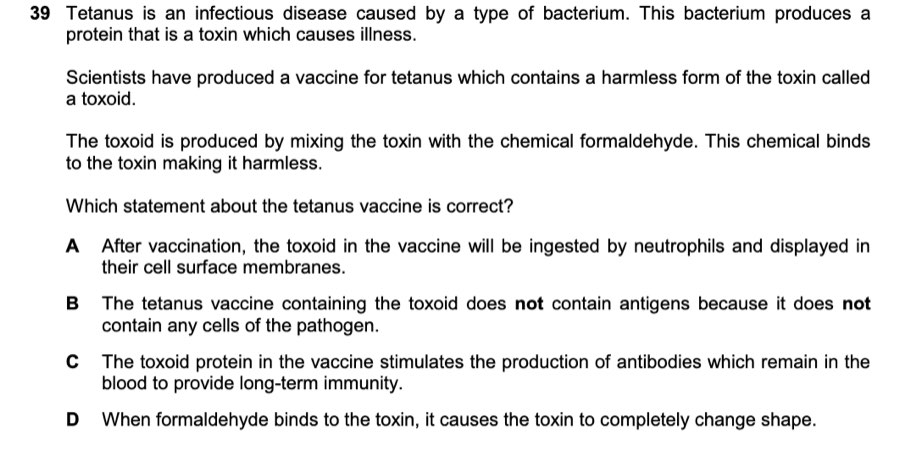 39 Tetanus is an infectious disease caused by a type of bacterium. This bacterium produces a
protein that is a toxin which causes illness.
Scientists have produced a vaccine for tetanus which contains a harmless form of the toxin called
a toxoid.
The toxoid is produced by mixing the toxin with the chemical formaldehyde. This chemical binds
to the toxin making it harmless.
Which statement about the tetanus vaccine is correct?
A After vaccination, the toxoid in the vaccine will be ingested by neutrophils and displayed in
their cell surface membranes.
B The tetanus vaccine containing the toxoid does not contain antigens because it does not
contain any cells of the pathogen.
C The toxoid protein in the vaccine stimulates the production of antibodies which remain in the
blood to provide long-term immunity.
D When formaldehyde binds to the toxin, it causes the toxin to completely change shape.